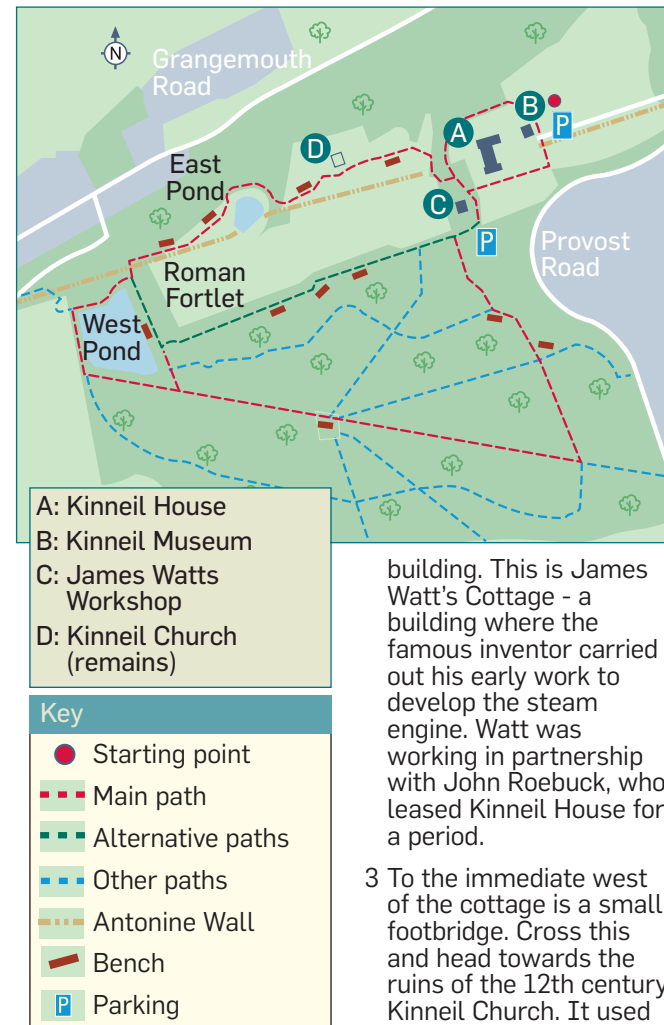 N
Grangemouth
Road
B
A
P
D
East
Pond
C
P
Provost
Road
Roman
Fortlet
West
Pond
A: Kinneil House
B: Kinneil Museum
C: James Watts
Workshop
D: Kinneil Church
(remains)
Key
Starting point
Main path
Alternative paths
Other paths
Antonine Wall
Bench
P Parking
building. This is James
Watt's Cottage - a
building where the
famous inventor carried
out his early work to
develop the steam
engine. Watt was
working in partnership
with John Roebuck, who
leased Kinneil House for
a period.
3 To the immediate west
of the cottage is a small
footbridge. Cross this
and head towards the
ruins of the 12th century
Kinneil Church. It used